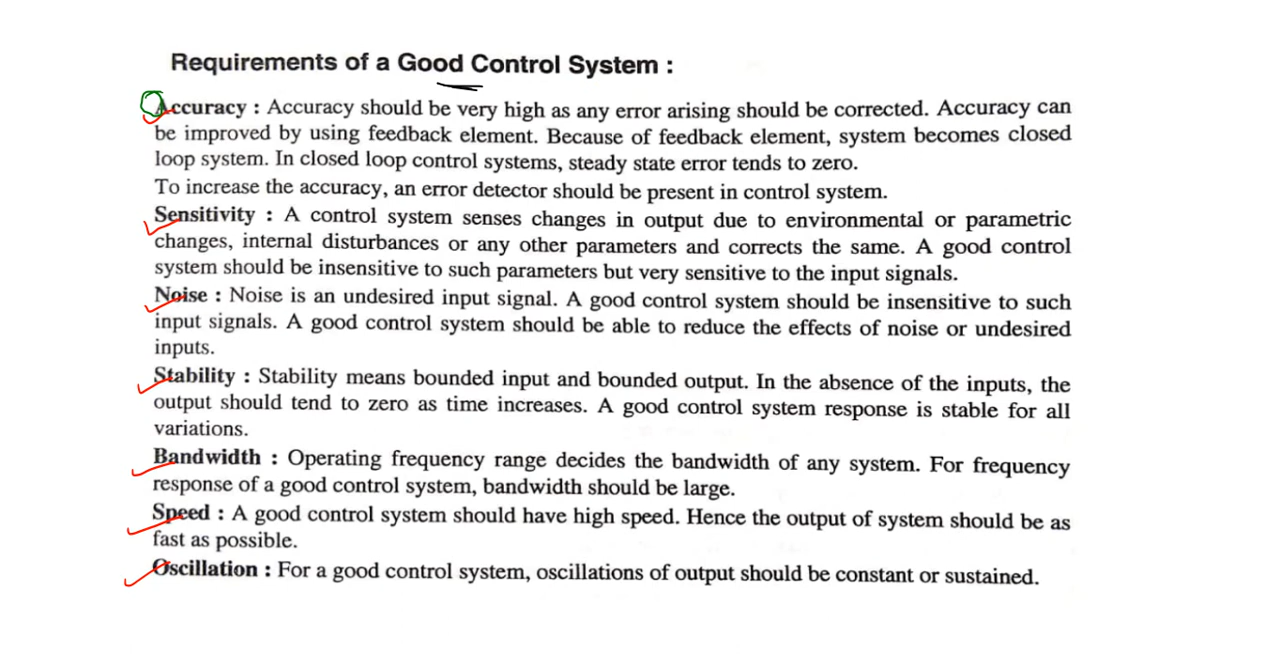 Requirements of a Good Control System :
Accuracy : Accuracy should be very high as any error arising should be corrected. Accuracy can
be improved by using feedback element. Because of feedback element, system becomes closed
loop system. In closed loop control systems, steady state error tends to zero.
To increase the accuracy, an error detector should be present in control system.
Sensitivity : A control system senses changes in output due to environmental or parametric
changes, internal disturbances or any other parameters and corrects the same. A good control
system should be insensitive to such parameters but very sensitive to the input signals.
Noise : Noise is an undesired input signal. A good control system should be insensitive to such
input signals. A good control system should be able to reduce the effects of noise or undesired
inputs.
Stability : Stability means bounded input and bounded output. In the absence of the inputs, the
output should tend to zero as time increases. A good control system response is stable for all
variations.
Bandwidth : Operating frequency range decides the bandwidth of any system. For frequency
response of a good control system, bandwidth should be large.
Speed : A good control system should have high speed. Hence the output of system should be as
fast as possible.
Oscillation : For a good control system, oscillations of output should be constant or sustained.